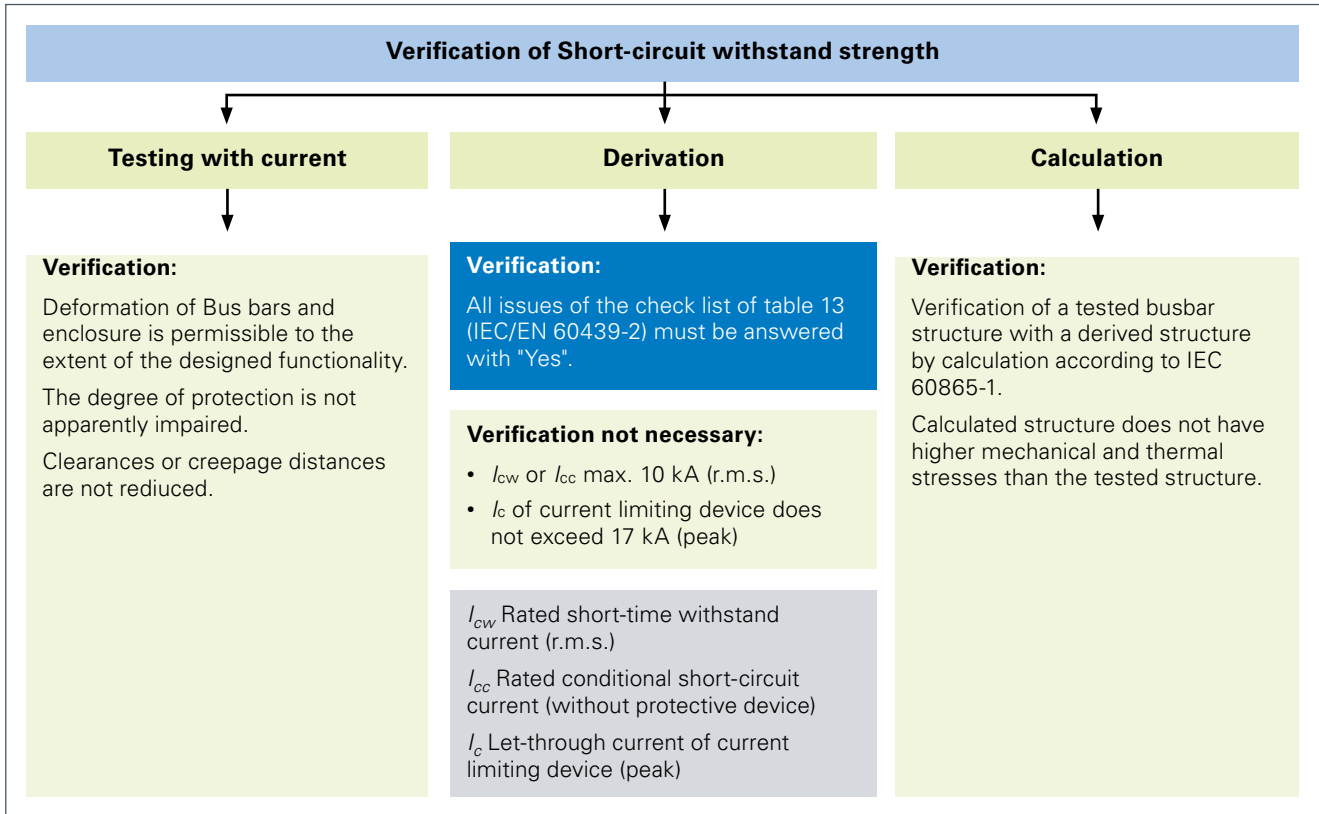 Verification of Short-circuit withstand strength
Testing with current
Derivation
Calculation
Verification:
Deformation of Bus bars and
enclosure is permissible to the
extent of the designed functionality.
The degree of protection is not
apparently impaired.
Clearances or creepage distances
are not rediuced.
Verification:
All issues of the check list of table 13
(IEC/EN 60439-2) must be answered
with "Yes".
Verification not necessary:
• Icw or Icc max. 10 kA (r.m.s.)
• Ic of current limiting device does
not exceed 17 kA (peak)
Icw Rated short-time withstand
current (r.m.s.)
Icc Rated conditional short-circuit
current (without protective device)
Ic Let-through current of current
limiting device (peak)
Verification:
Verification of a tested busbar
structure with a derived structure
by calculation according to IEC
60865-1.
Calculated structure does not have
higher mechanical and thermal
stresses than the tested structure.